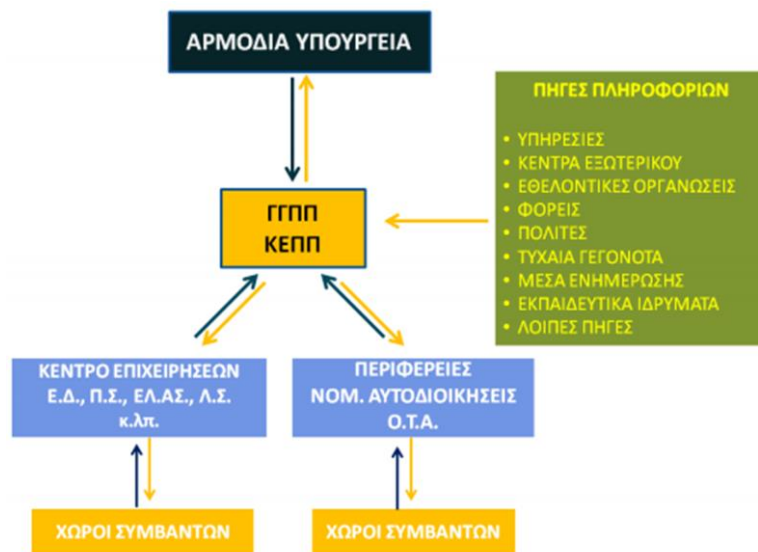 ΑΡΜΟΔΙΑ ΥΠΟΥΡΓΕΙΑ
ΠΗΓΕΣ ΠΛΗΡΟΦΟΡΙΩΝ
• ΥΠΗΡΕΣΙΕΣ
• ΚΕΝΤΡΑ ΕΞΩΤΕΡΙΚΟΥ
• ΕΘΕΛΟΝΤΙΚΕΣ ΟΡΓΑΝΩΣΕΙΣ
• ΦΟΡΕΙΣ
• ΠΟΛΙΤΕΣ
• ΤΥΧΑΙΑ ΓΕΓΟΝΟΤΑ
• ΜΕΣΑ ΕΝΗΜΕΡΩΣΗΣ
• ΕΚΠΑΙΔΕΥΤΙΚΑ ΙΔΡΥΜΑΤΑ
• ΛΟΙΠΕΣ ΠΗΓΕΣ
ΓΓΠΠ
ΚΕΠΠ
ΚΕΝΤΡΟ ΕΠΙΧΕΙΡΗΣΕΩΝ
Ε.Δ., Π.Σ., ΕΛ.ΑΣ., Λ.Σ.
κ.λπ.
ΠΕΡΙΦΕΡΕΙΕΣ
ΝΟΜ. ΑΥΤΟΔΙΟΙΚΗΣΕΙΣ
Ο.Τ.Α.
ΧΩΡΟΙ ΣΥΜΒΑΝΤΩΝ
ΧΩΡΟΙ ΣΥΜΒΑΝΤΩΝ